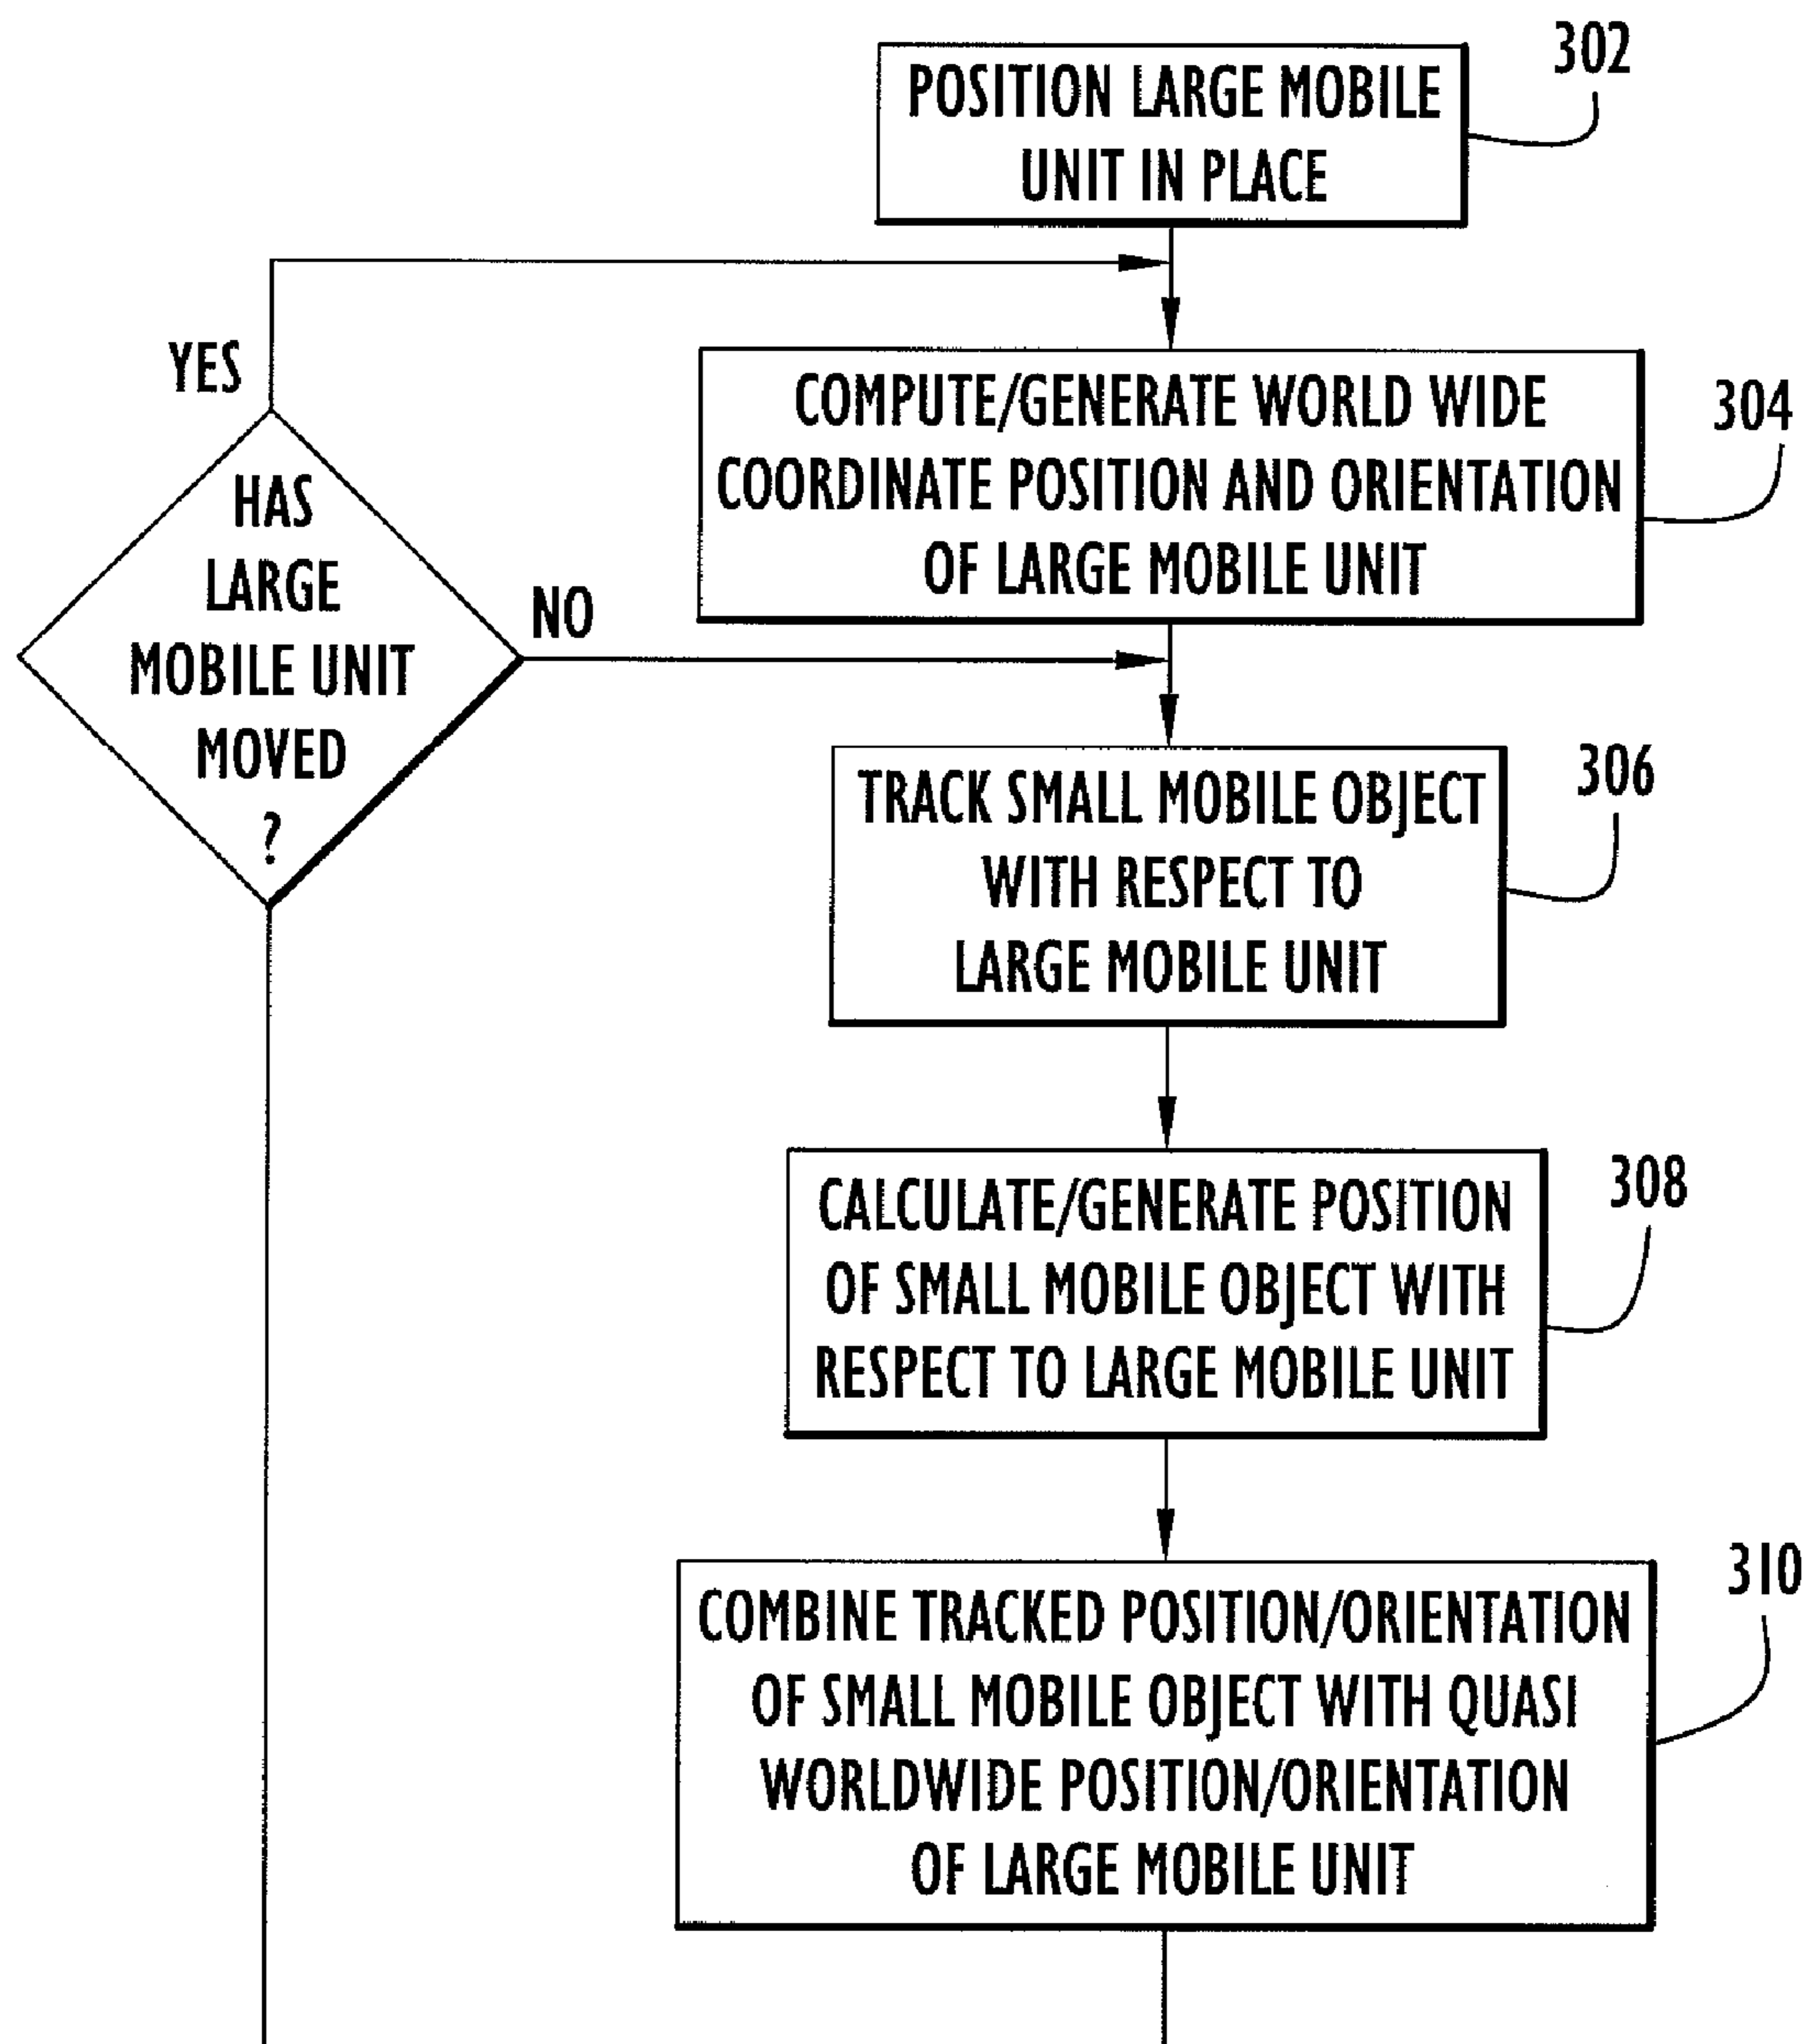 302
POSITION LARGE MOBILE
UNIT IN PLACE
YES
304
COMPUTE/GENERATE WORLD WIDE
COORDINATE POSITION AND ORIENTATION
OF LARGE MOBILE UNIT
HAS
LARGE
MOBILE UNIT
MOVED
?
NO
306
TRACK SMALL MOBILE OBJECT
WITH RESPECT TO
LARGE MOBILE UNIT
308
CALCULATE/GENERATE POSITION
OF SMALL MOBILE OBJECT WITH
RESPECT TO LARGE MOBILE UNIT
310
COMBINE TRACKED POSITION/ORIENTATION
OF SMALL MOBILE OBJECT WITH QUASI
WORLDWIDE POSITION/ORIENTATION
OF LARGE MOBILE UNIT